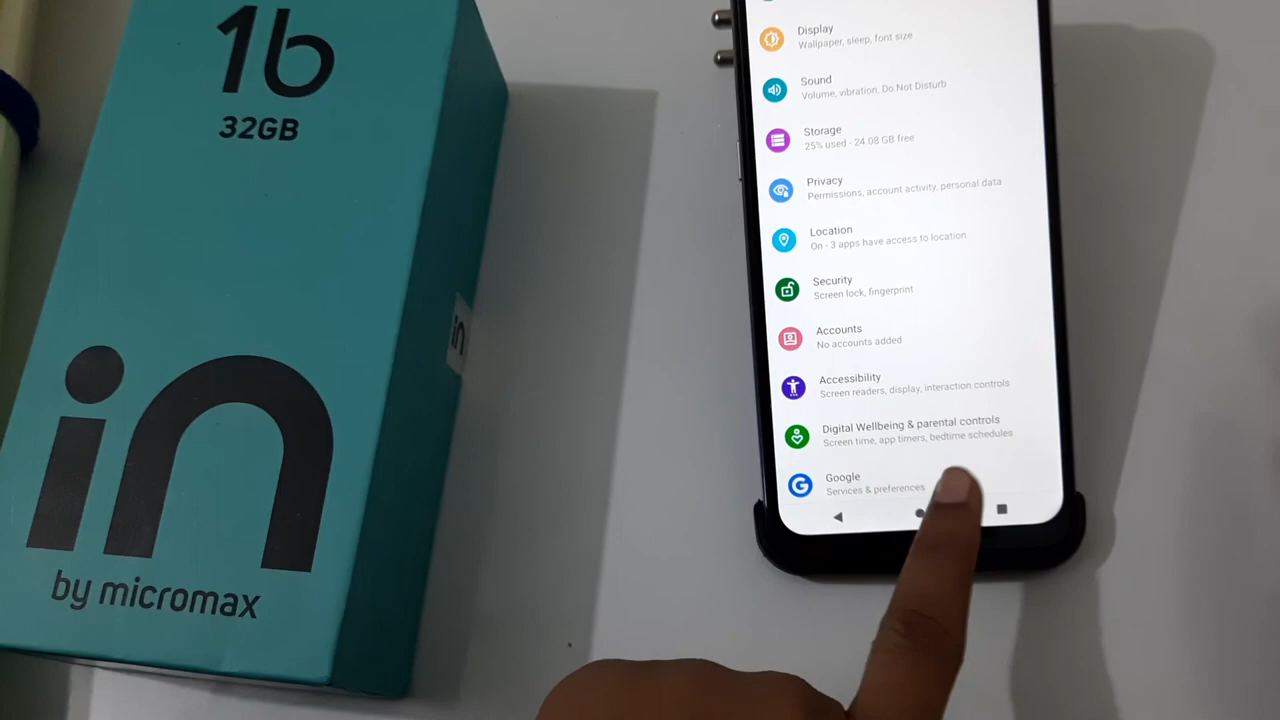 1b
32GB
in
by micromax
in
Display
Wallpaper, sleep, font size
Sound
Volume, vibration, Do Not Disturb
Storage
25% used - 24.08 GB free
Privacy
Permissions, account activity, personal data
Location
On - 3 apps have access to location
Security
Screen lock, fingerprint
Accounts
No accounts added
Accessibility
Screen readers, display, interaction controls
Digital Wellbeing & parental controls
Screen time, app timers, bedtime schedules
G
Google
Services & preferences